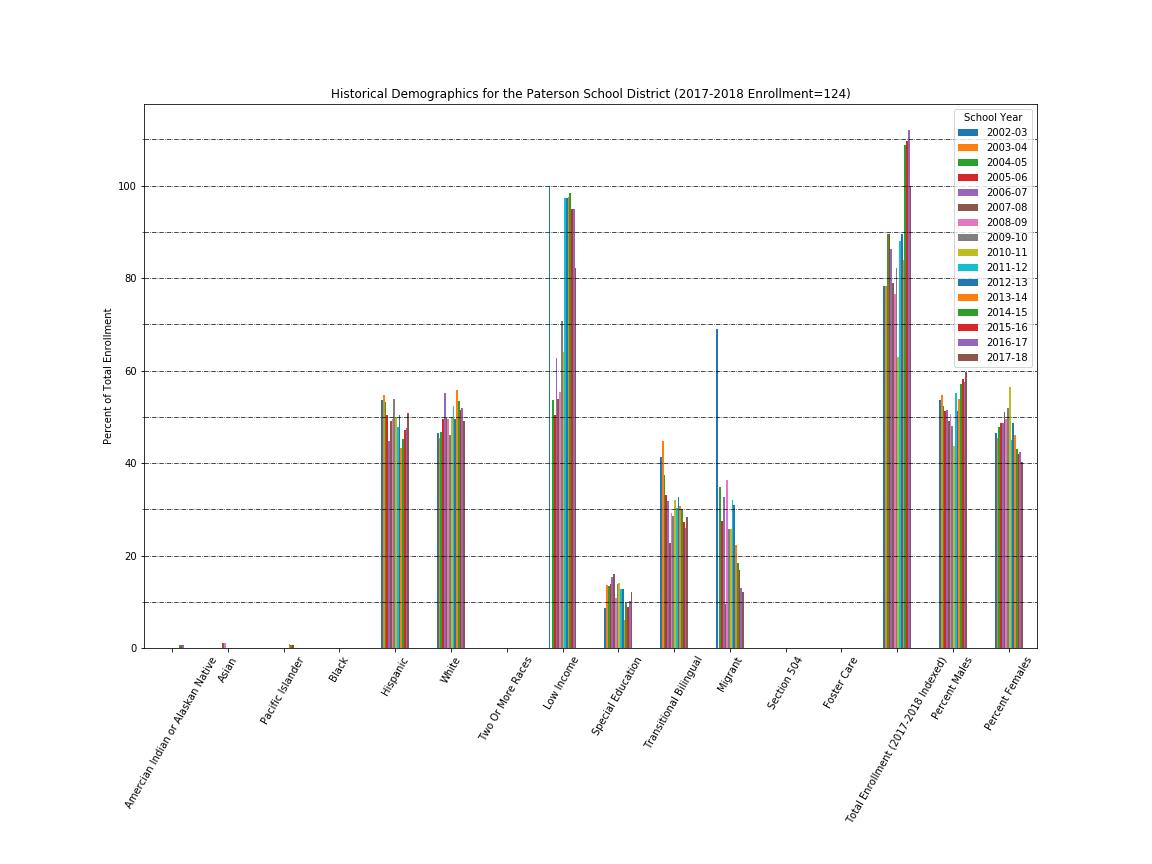 Historical Demographics for the Paterson School District (2017-2018 Enrollment=124)
School Year
2002-03
2003-04
2004-05
2005-06
2006-07
2007-08
2008-09
2009-10
2010-11
2011-12
2012-13
2013-14
2014-15
2015-16
2016-17
2017-18
Percent of Total Enrollment
100
80
60
40
20
0
Amercian Indian or Alaskan Native
Asian
Pacific Islander
Black
Hispanic
White
Two Or More Races
Low Income
Special Education
Transitional Bilingual
Migrant
Section 504
Foster Care
Total Enrollment (2017-2018 Indexed)
Percent Males
Percent Females